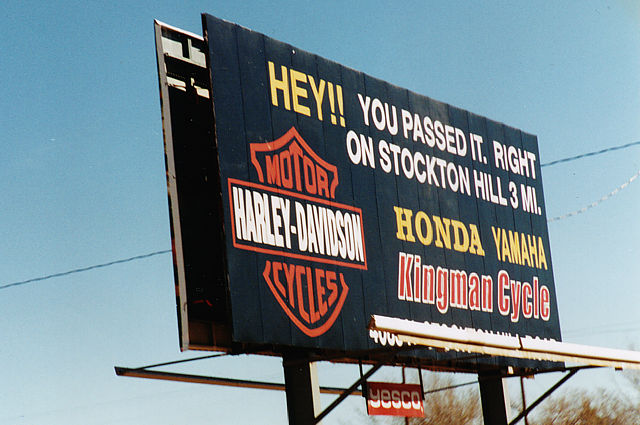 HEY!! YOU PASSED IT. RIGHT
ON STOCKTON HILL 3 MI.
MOTOR
HARLEY-DAVIDSON
CYCLES
HONDA YAMAHA
Kingman Cycle
yesco